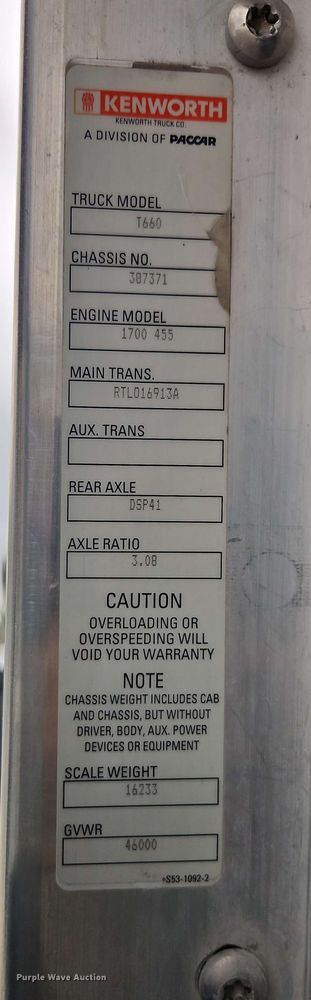 KENWORTH
KENWORTH TRUCK CO.
A DIVISION OF PACCAR
TRUCK MODEL
T660
CHASSIS NO.
387371
ENGINE MODEL
1700 455
MAIN TRANS.
RTLO16913A
AUX. TRANS
REAR AXLE
DSP41
AXLE RATIO
3.08
CAUTION
OVERLOADING OR
OVERSPEEDING WILL
VOID YOUR WARRANTY
NOTE
CHASSIS WEIGHT INCLUDES CAB
AND CHASSIS, BUT WITHOUT
DRIVER, BODY, AUX. POWER
DEVICES OR EQUIPMENT
SCALE WEIGHT
16233
GVWR
46000
+S53-1092-2
Purple Wave Auction